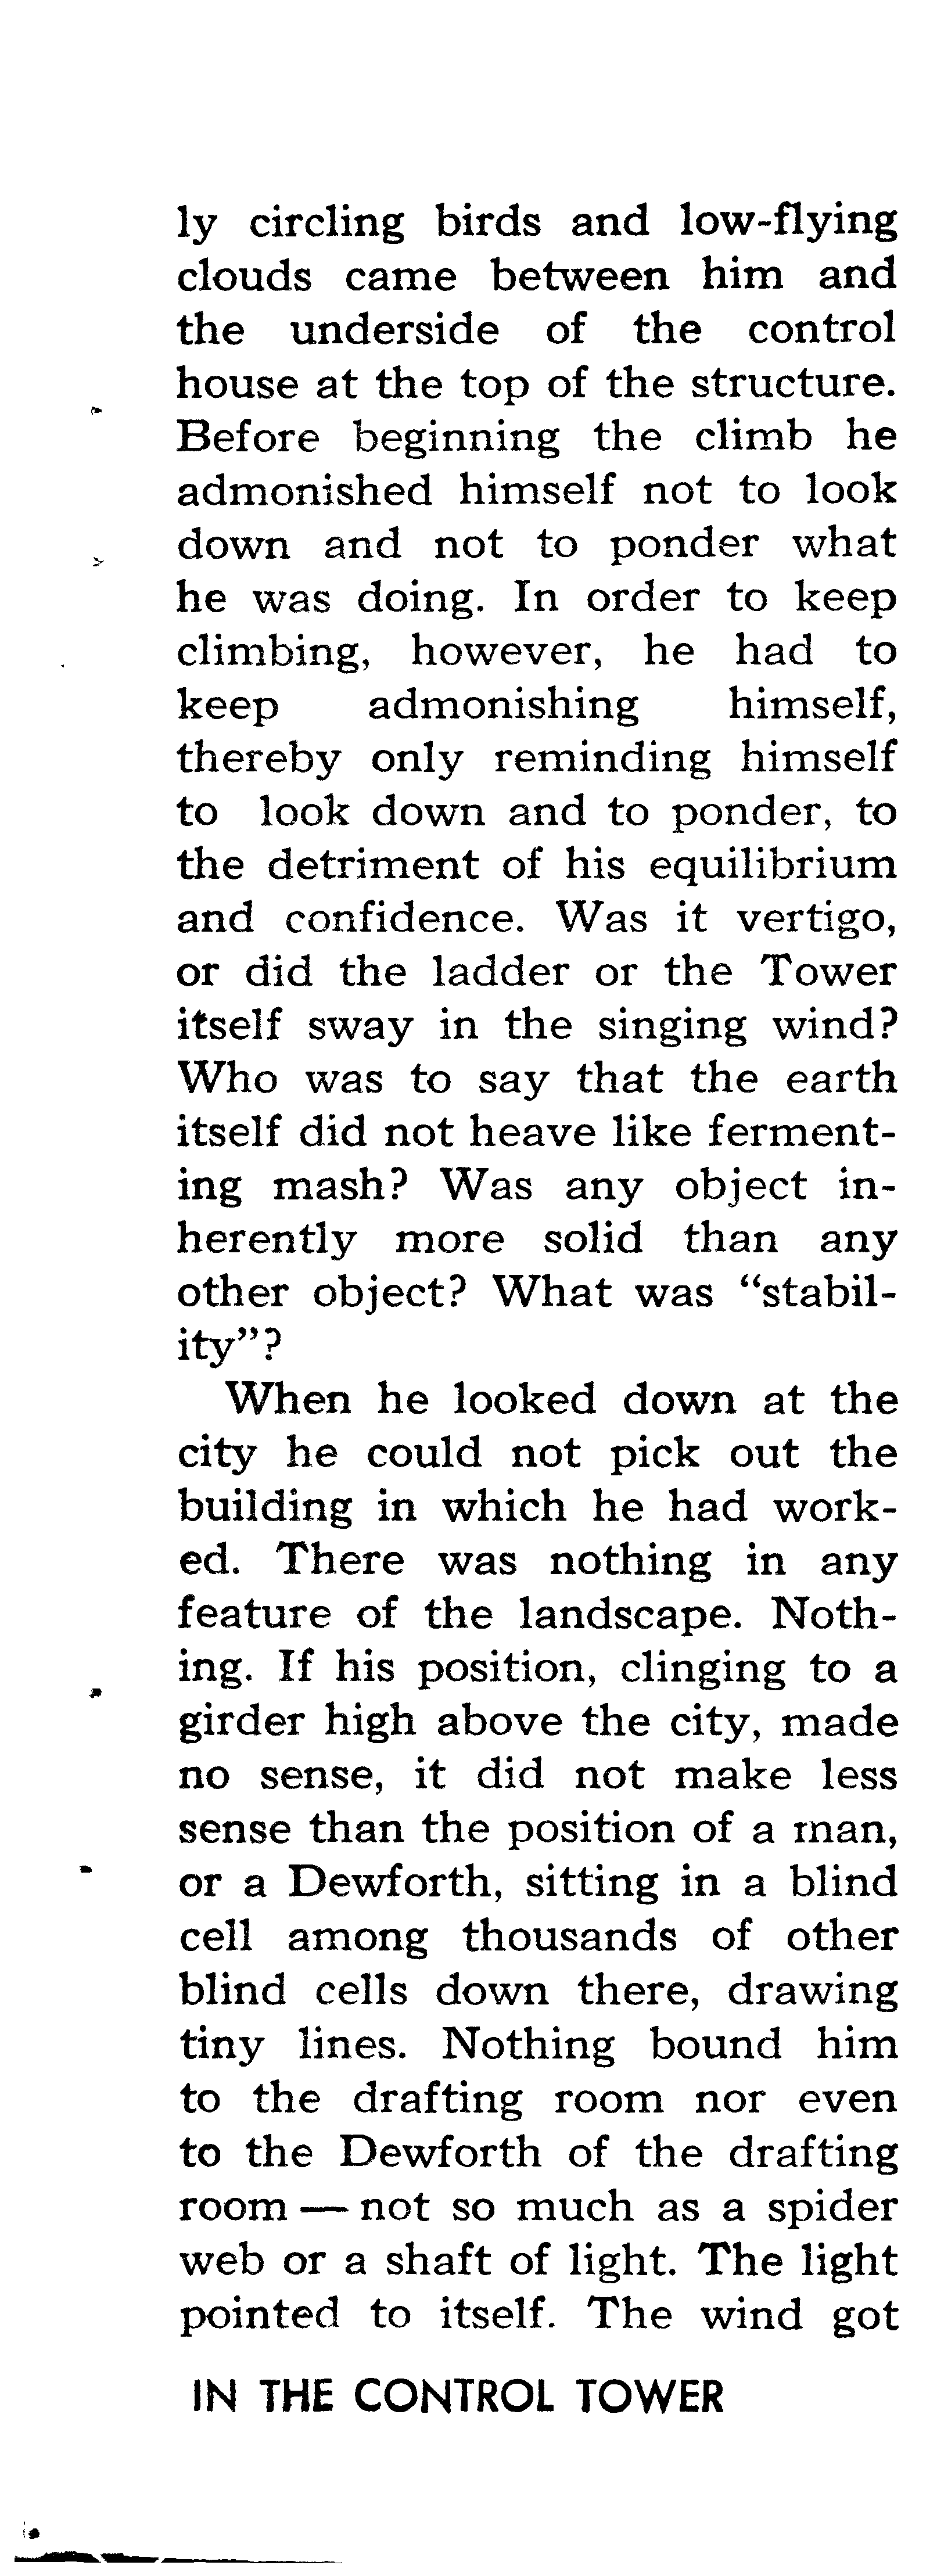 ly circling birds and low-flying
clouds came between him and
the underside of the control
house at the top of the structure.
Before beginning the climb he
admonished himself not to look
down and not to ponder what
he was doing. In order to keep
climbing, however, he had to
keep admonishing himself,
thereby only reminding himself
to look down and to ponder, to
the detriment of his equilibrium
and confidence. Was it vertigo,
or did the ladder or the Tower
itself sway in the singing wind?
Who was to say that the earth
itself did not heave like ferment-
ing mash? Was any object in-
herently more solid than any
other object? What was “stabil-
ity”?
When he looked down at the
city he could not pick out the
building in which he had work-
ed. There was nothing in any
feature of the landscape. Noth-
ing. If his position, clinging to a
girder high above the city, made
no sense, it did not make less
sense than the position of a man,
or a Dewforth, sitting in a blind
cell among thousands of other
blind cells down there, drawing
tiny lines. Nothing bound him
to the drafting room nor even
to the Dewforth of the drafting
room — not so much as a spider
web or a shaft of light. The light
pointed to itself. The wind got
IN THE CONTROL TOWER